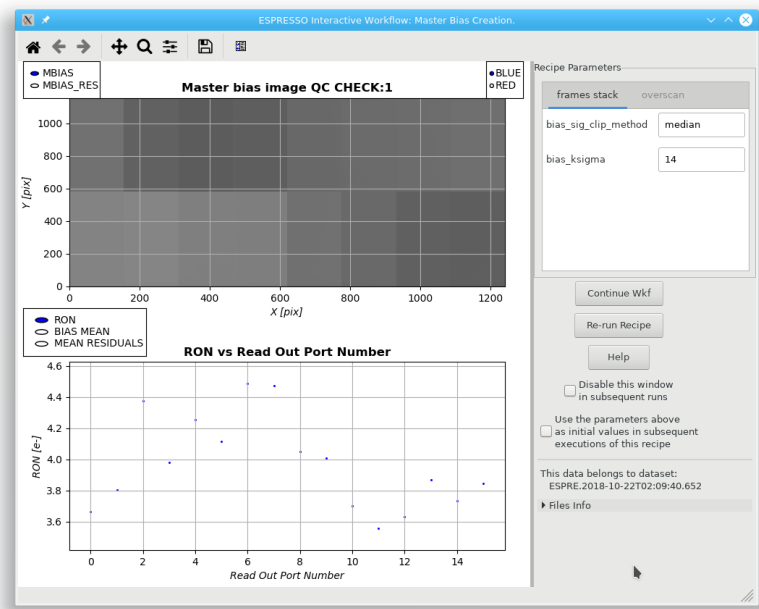 ESPRESSO Interactive Workflow: Master Bias Creation.
MBIAS
MBIAS_RES
Master bias image QC CHECK:1
BLUE
RED
1000
800
600
400
200
0
Y [pix]
0 200 400 600 800 1000 1200
X [pix]
RON
BIAS MEAN
MEAN RESIDUALS
RON vs Read Out Port Number
4.6
4.4
4.2
4.0
3.8
3.6
RON [e-]
0 2 4 6 8 10 12 14
Read Out Port Number
Recipe Parameters
frames stack overscan
bias_sig_clip_method median
bias_ksigma 14
Continue Wkf
Re-run Recipe
Help
Disable this window
in subsequent runs
Use the parameters above
as initial values in subsequent
executions of this recipe
This data belongs to dataset:
ESPRE.2018-10-22T02:09:40.652
Files Info